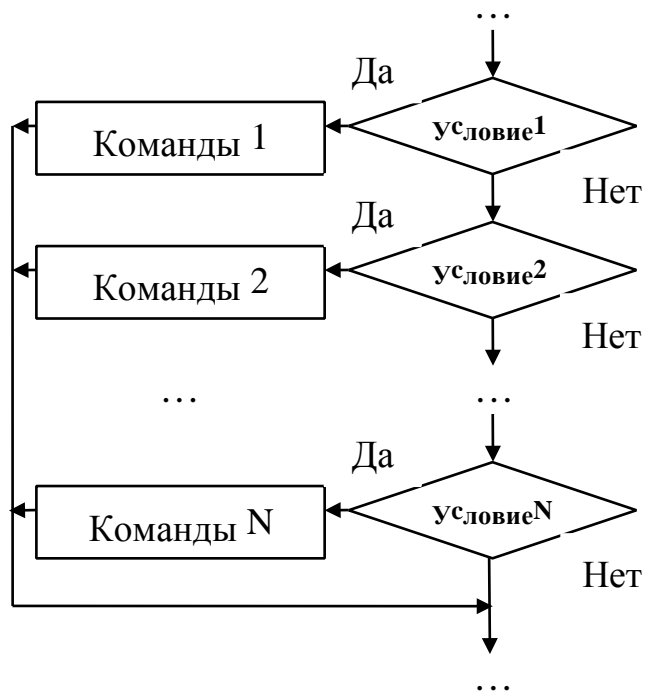 …
Да
Команды 1
Условие1
Нет
Да
Команды 2
Условие2
Нет
…
…
Да
Команды N
УсловиеN
Нет
…